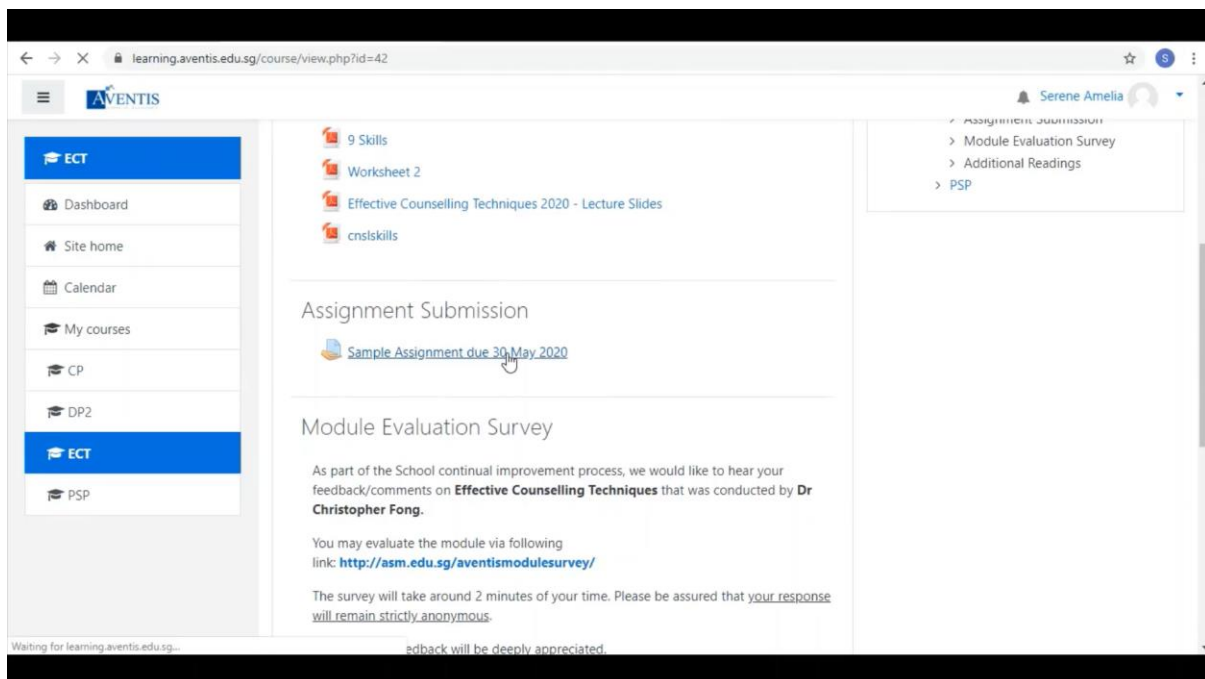 learning.aventis.edu.sg/course/view.php?id=42
S
AVENTIS
Serene Amelia
ECT
Dashboard
Site home
Calendar
My courses
CP
DP2
ECT
PSP
9 Skills
Worksheet 2
Effective Counselling Techniques 2020 - Lecture Slides
cnslskills
Assignment Submission
Sample Assignment due 30 May 2020
Module Evaluation Survey
As part of the School continual improvement process, we would like to hear your
feedback/comments on Effective Counselling Techniques that was conducted by Dr
Christopher Fong.
You may evaluate the module via following
link: http://asm.edu.sg/aventismodulesurvey/
The survey will take around 2 minutes of your time. Please be assured that your response
will remain strictly anonymous.
edback will be deeply appreciated.
> Assignment Submission
> Module Evaluation Survey
> Additional Readings
> PSP
Waiting for learning.aventis.edu.sg...